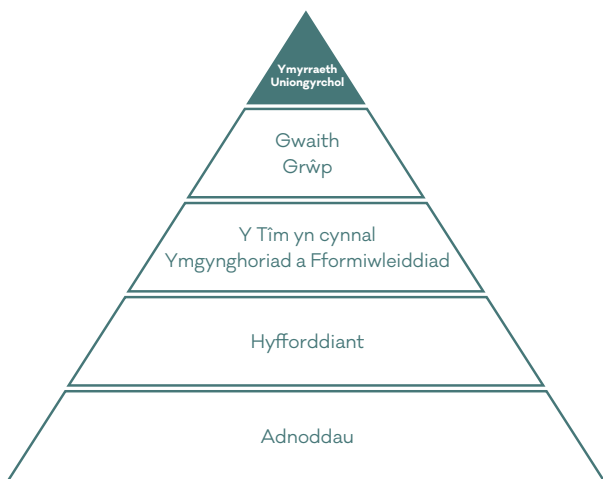 Ymyrraeth
Uniongyrchol
Gwaith
Grŵp
Y Tîm yn cynnal
Ymgynghoriad a Fformiwleiddiad
Hyfforddiant
Adnoddau